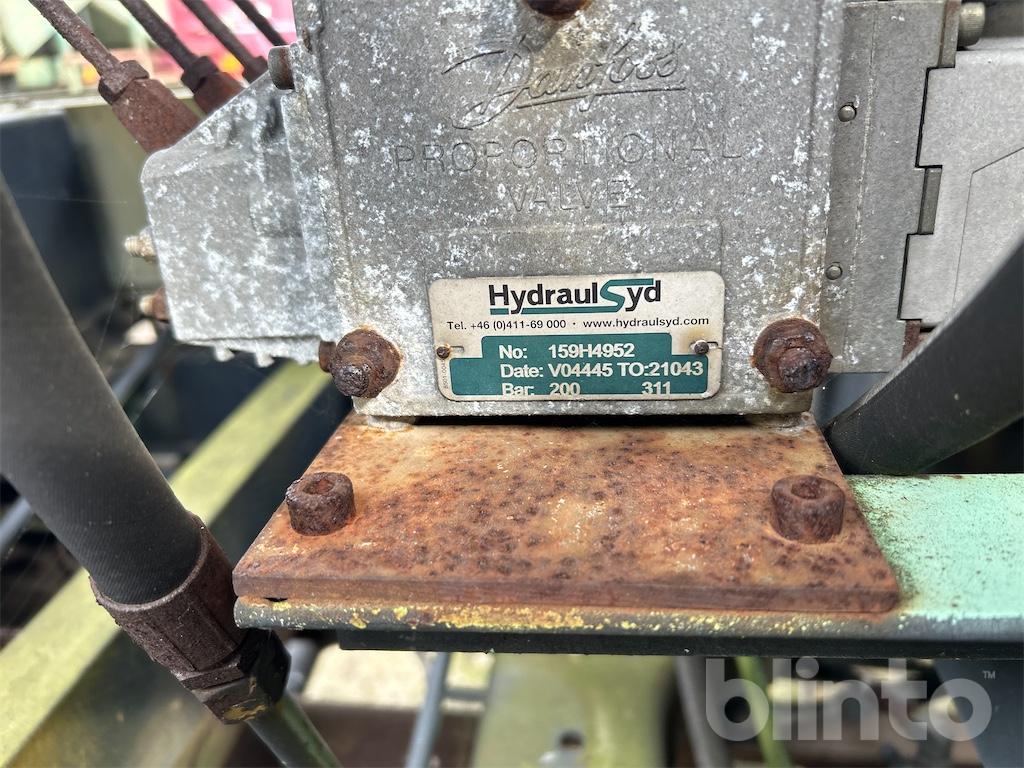 Danfoss
PROPORTIONAL
VALVE
HydraulSyd
Tel. +46 (0)411-69 000 · www.hydraulsyd.com
No: 159H4952
Date: V04445 TO:21043
Bar: 200 311
blinto™